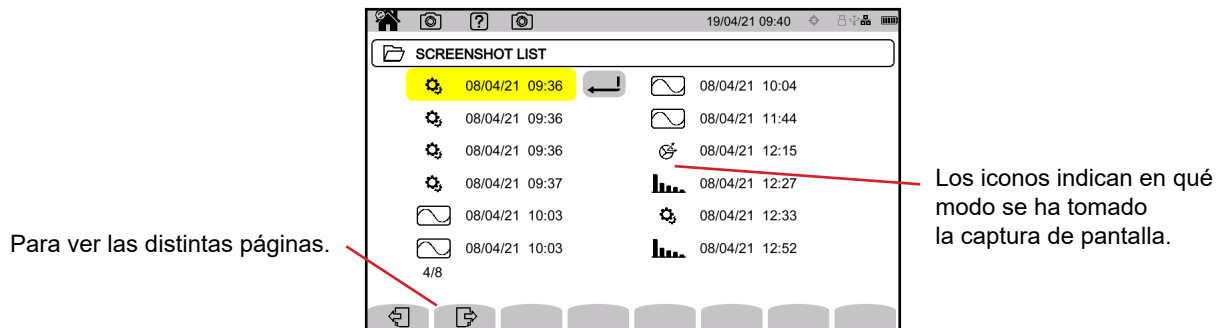 19/04/21 09:40
SCREENSHOT LIST
08/04/21 09:36
08/04/21 09:36
08/04/21 09:36
08/04/21 09:37
08/04/21 10:03
08/04/21 10:03
4/8
08/04/21 10:04
08/04/21 11:44
08/04/21 12:15
08/04/21 12:27
08/04/21 12:33
08/04/21 12:52
Para ver las distintas páginas.
Los iconos indican en qué
modo se ha tomado
la captura de pantalla.